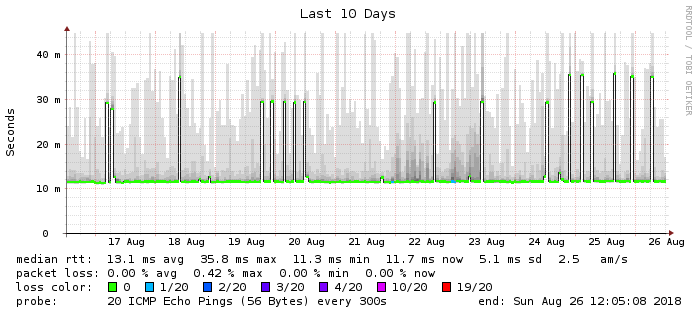 Last 10 Days
RRDTOOL / TOBI OETIKER
Seconds
40 m
30 m
20 m
10 m
0
17 Aug 18 Aug 19 Aug 20 Aug 21 Aug 22 Aug 23 Aug 24 Aug 25 Aug 26 Aug
median rtt: 13.1 ms avg 35.8 ms max 11.3 ms min 11.7 ms now 5.1 ms sd 2.5 am/s
packet loss: 0.00 % avg 0.42 % max 0.00 % min 0.00 % now
loss color: 0 1/20 2/20 3/20 4/20 10/20 19/20
probe: 20 ICMP Echo Pings (56 Bytes) every 300s end: Sun Aug 26 12:05:08 2018